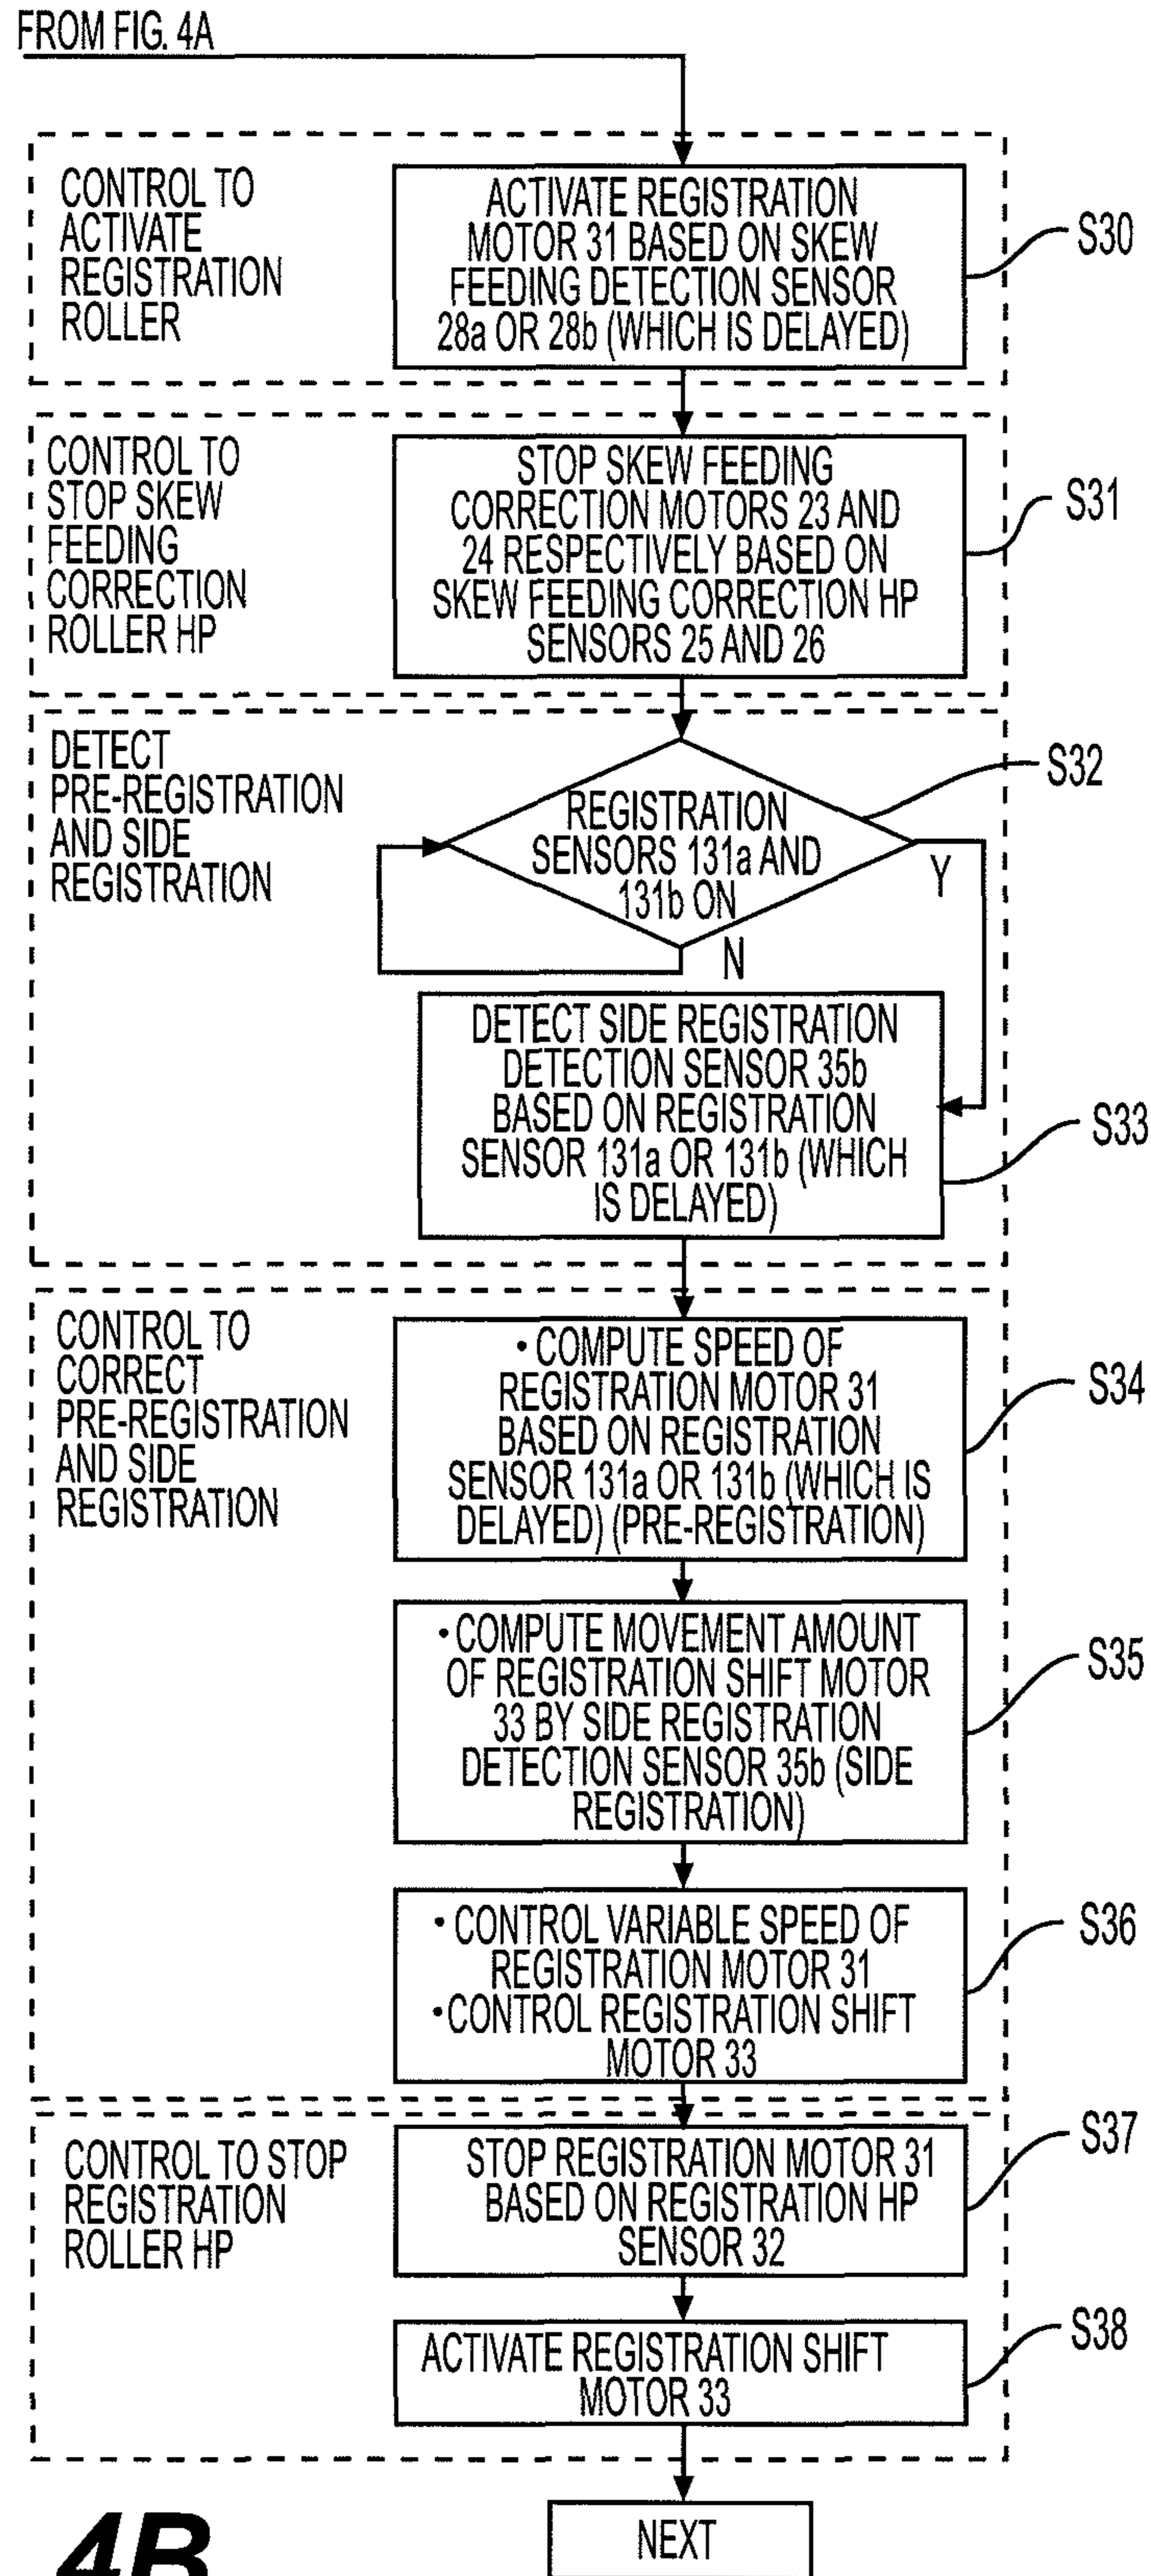 FROM FIG. 4A
CONTROL TO
ACTIVATE
REGISTRATION
ROLLER
ACTIVATE REGISTRATION
MOTOR 31 BASED ON SKEW
FEEDING DETECTION SENSOR
28a OR 28b (WHICH IS DELAYED)
S30
CONTROL TO
STOP SKEW
FEEDING
CORRECTION
ROLLER HP
STOP SKEW FEEDING
CORRECTION MOTORS 23 AND
24 RESPECTIVELY BASED ON
SKEW FEEDING CORRECTION HP
SENSORS 25 AND 26
S31
DETECT
PRE-REGISTRATION
AND SIDE
REGISTRATION
REGISTRATION
SENSORS 131a AND
131b ON
S32
Y
N
DETECT SIDE REGISTRATION
DETECTION SENSOR 35b
BASED ON REGISTRATION
SENSOR 131a OR 131b (WHICH
IS DELAYED)
S33
CONTROL TO
CORRECT
PRE-REGISTRATION
AND SIDE
REGISTRATION
• COMPUTE SPEED OF
REGISTRATION MOTOR 31
BASED ON REGISTRATION
SENSOR 131a OR 131b (WHICH IS
DELAYED) (PRE-REGISTRATION)
S34
• COMPUTE MOVEMENT AMOUNT
OF REGISTRATION SHIFT MOTOR
33 BY SIDE REGISTRATION
DETECTION SENSOR 35b (SIDE
REGISTRATION)
S35
• CONTROL VARIABLE SPEED OF
REGISTRATION MOTOR 31
• CONTROL REGISTRATION SHIFT
MOTOR 33
S36
CONTROL TO STOP
REGISTRATION
ROLLER HP
STOP REGISTRATION MOTOR 31
BASED ON REGISTRATION HP
SENSOR 32
S37
ACTIVATE REGISTRATION SHIFT
MOTOR 33
S38
NEXT
4B